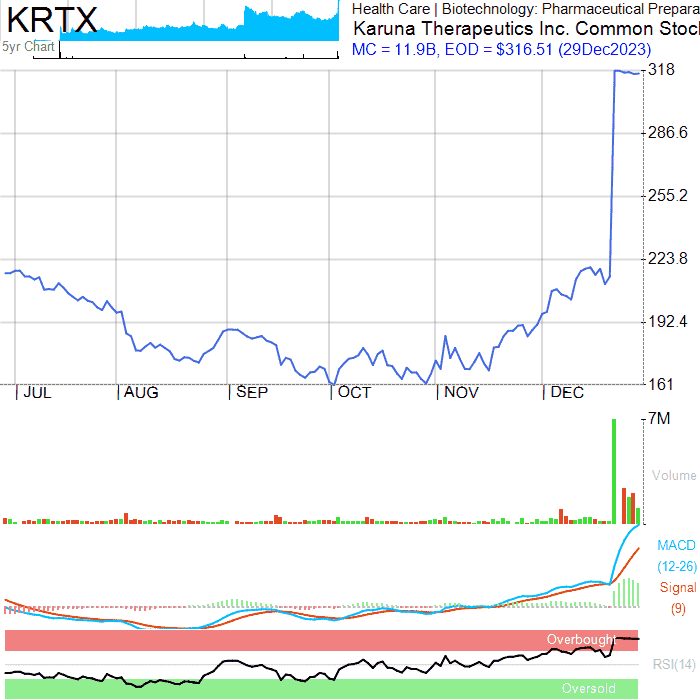 KRTX
5yr Chart
Health Care | Biotechnology: Pharmaceutical Prepara
Karuna Therapeutics Inc. Common Stoc
MC = 11.9B, EOD = $316.51 (29Dec2023)
318
286.6
255.2
223.8
192.4
161
JUL AUG SEP OCT NOV DEC
7M
Volume
MACD
(12-26)
Signal
(9)
Overbought
RSI(14)
Oversold